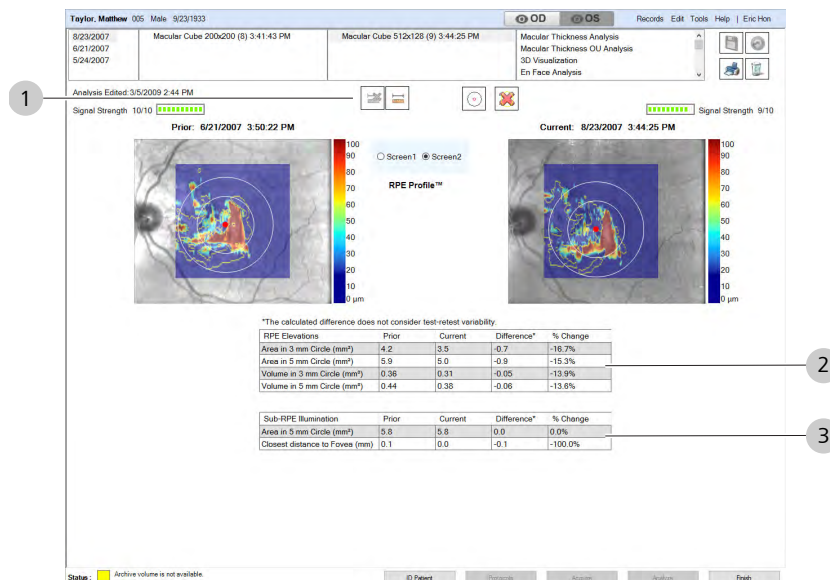 Taylor, Matthew 005 Male 9/23/1933
OD
OS
Records Edit Tools Help | Eric Hon
8/23/2007
6/21/2007
5/24/2007
Macular Cube 200x200 (8) 3:41:43 PM
Macular Cube 512x128 (9) 3:44:25 PM
Macular Thickness Analysis
Macular Thickness OU Analysis
3D Visualization
En Face Analysis
1
Analysis Edited:3/5/2009 2:44 PM
Signal Strength 10/10
Signal Strength 9/10
Prior: 6/21/2007 3:50:22 PM
Current: 8/23/2007 3:44:25 PM
100
90
80
70
60
50
40
30
20
10
0 µm
Screen1 Screen2
RPE Profile™
100
90
80
70
60
50
40
30
20
10
0 µm
*The calculated difference does not consider test-retest variability.
RPE Elevations Prior Current Difference* % Change
Area in 3 mm Circle (mm²) 4.2 3.5 -0.7 -16.7%
Area in 5 mm Circle (mm²) 5.9 5.0 -0.9 -15.3%
Volume in 3 mm Circle (mm³) 0.36 0.31 -0.05 -13.9%
Volume in 5 mm Circle (mm³) 0.44 0.38 -0.06 -13.6%
2
Sub-RPE Illumination Prior Current Difference* % Change
Area in 5 mm Circle (mm²) 5.8 5.8 0.0 0.0%
Closest distance to Fovea (mm) 0.1 0.0 -0.1 -100.0%
3
Status: Archive volume is not available.
ID Patient
Protocols
Acquire
Analyze
Finish